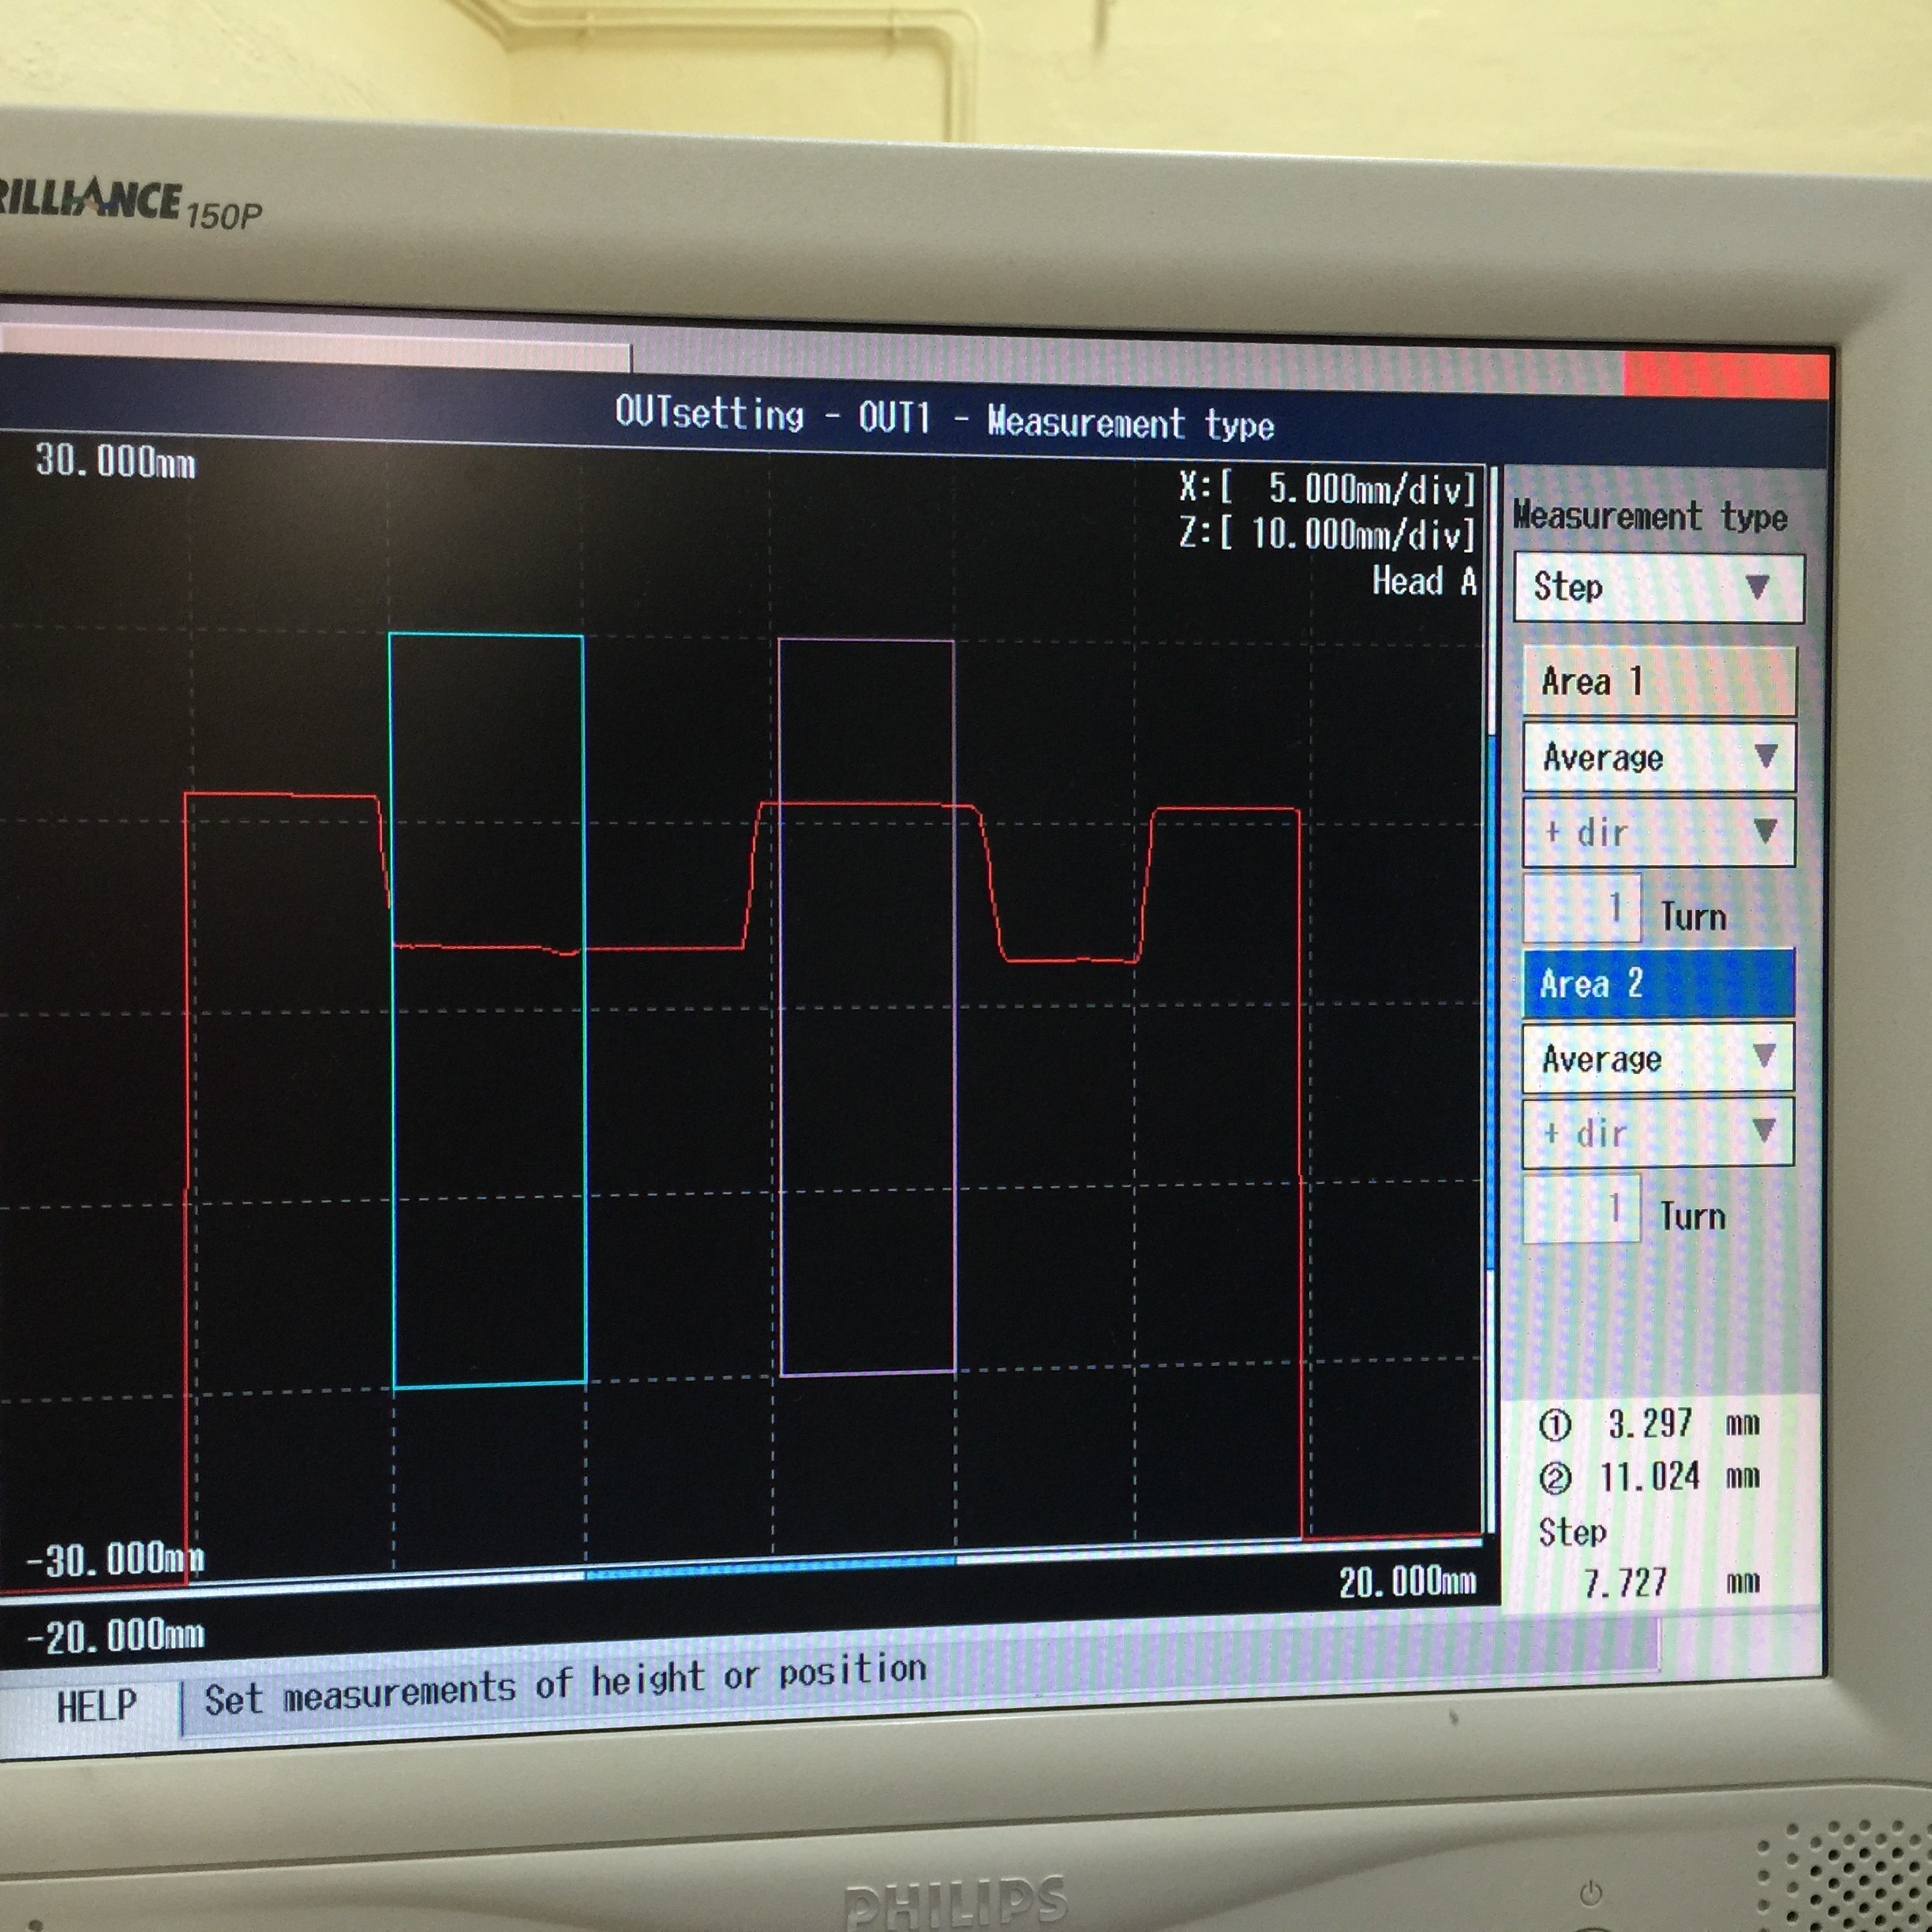 RILLIANCE 150P
OUTsetting - OUT1 - Measurement type
30.000mm
X:[ 5.000mm/div]
Z:[ 10.000mm/div]
Head A
Measurement type
Step
Area 1
Average
+ dir
1 Turn
Area 2
Average
+ dir
1 Turn
① 3.297 mm
② 11.024 mm
Step
7.727 mm
-30.000mm
20.000mm
-20.000mm
HELP
Set measurements of height or position
PHILIPS